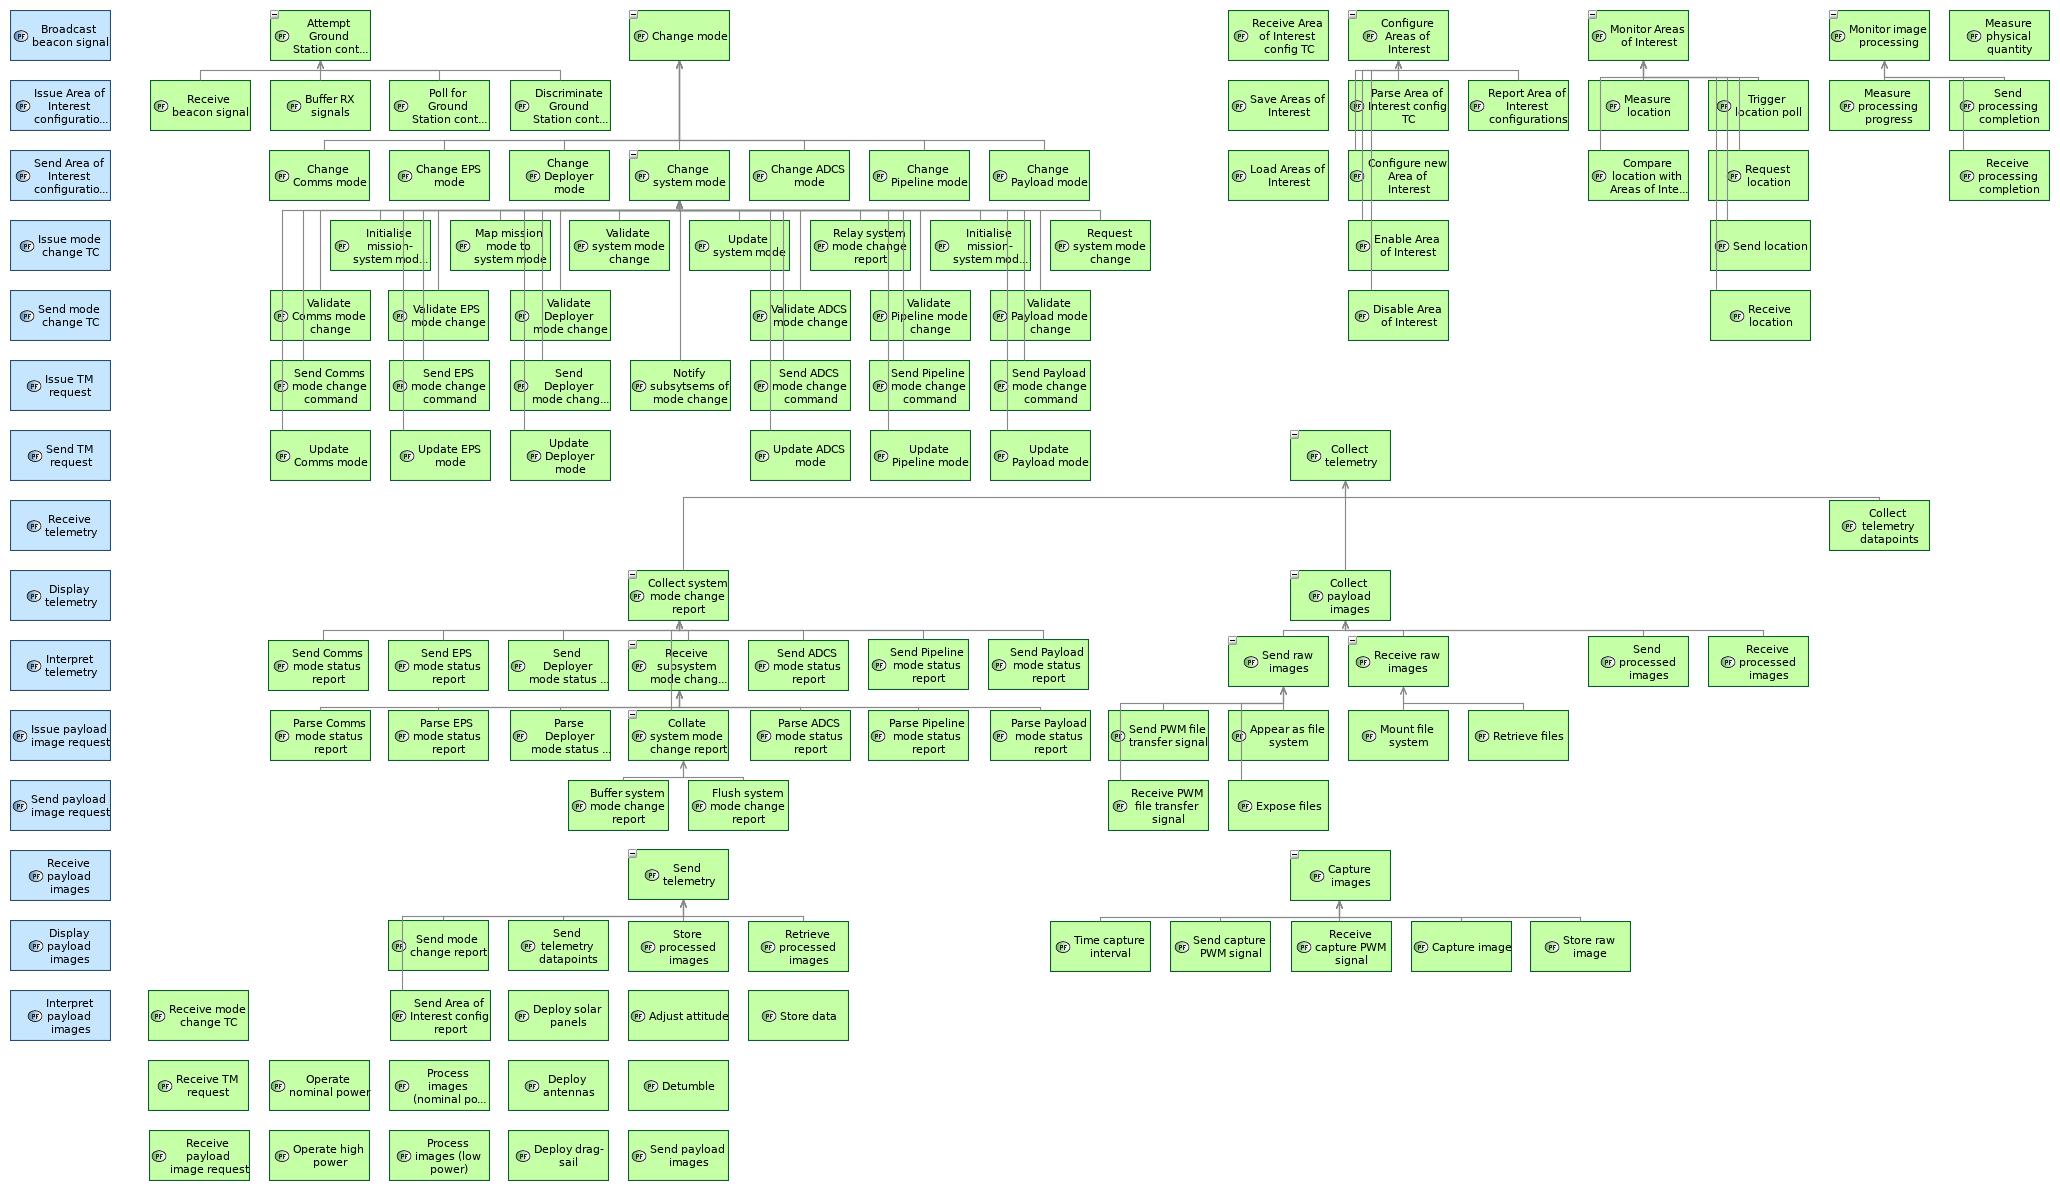 Broadcast
beacon signal
Attempt
Ground
Station cont...
Change mode
Receive Area
of Interest
config TC
Configure
Areas of
Interest
Monitor Areas
of Interest
Monitor image
processing
Measure
physical
quantity
Issue Area of
Interest
configuratio...
Receive
beacon signal
Buffer RX
signals
Poll for
Ground
Station cont...
Discriminate
Ground
Station cont...
Save Areas of
Interest
Parse Area of
Interest config
TC
Report Area of
Interest
configurations
Measure
location
Trigger
location poll
Measure
processing
progress
Send
processing
completion
Send Area of
Interest
configuratio...
Change
Comms mode
Change EPS
mode
Change
Deployer
mode
Change
system mode
Change ADCS
mode
Change
Pipeline mode
Change
Payload mode
Load Areas of
Interest
Configure new
Area of
Interest
Compare
location with
Areas of Inte...
Request
location
Receive
processing
completion
Issue mode
change TC
Initialise
mission-
system mod...
Map mission
mode to
system mode
Validate
system mode
change
Update
system mode
Relay system
mode change
report
Initialise
mission-
system mod...
Request
system mode
change
Enable Area
of Interest
Send location
Send mode
change TC
Validate
Comms mode
change
Validate EPS
mode change
Validate
Deployer
mode change
Validate ADCS
mode change
Validate
Pipeline mode
change
Validate
Payload mode
change
Disable Area
of Interest
Receive
location
Issue TM
request
Send Comms
mode change
command
Send EPS
mode change
command
Send
Deployer
mode chang...
Notify
subsytsems of
mode change
Send ADCS
mode change
command
Send Pipeline
mode change
command
Send Payload
mode change
command
Send TM
request
Update
Comms mode
Update EPS
mode
Update
Deployer
mode
Update ADCS
mode
Update
Pipeline mode
Update
Payload mode
Collect
telemetry
Receive
telemetry
Collect
telemetry
datapoints
Display
telemetry
Collect system
mode change
report
Collect
payload
images
Interpret
telemetry
Send Comms
mode status
report
Send EPS
mode status
report
Send
Deployer
mode status ...
Receive
subsystem
mode chang...
Send ADCS
mode status
report
Send Pipeline
mode status
report
Send Payload
mode status
report
Send raw
images
Receive raw
images
Send
processed
images
Receive
processed
images
Issue payload
image request
Parse Comms
mode status
report
Parse EPS
mode status
report
Parse
Deployer
mode status ...
Collate
system mode
change report
Parse ADCS
mode status
report
Parse Pipeline
mode status
report
Parse Payload
mode status
report
Send PWM file
transfer signal
Appear as file
system
Mount file
system
Retrieve files
Send payload
image request
Buffer system
mode change
report
Flush system
mode change
report
Receive PWM
file transfer
signal
Expose files
Receive
payload
images
Send
telemetry
Capture
images
Display
payload
images
Send mode
change report
Send
telemetry
datapoints
Store
processed
images
Retrieve
processed
images
Time capture
interval
Send capture
PWM signal
Receive
capture PWM
signal
Capture image
Store raw
image
Interpret
payload
images
Receive mode
change TC
Send Area of
Interest config
report
Deploy solar
panels
Adjust attitude
Store data
Receive TM
request
Operate
nominal power
Process
images
(nominal po...
Deploy
antennas
Detumble
Receive
payload
image request
Operate high
power
Process
images (low
power)
Deploy drag-
sail
Send payload
images